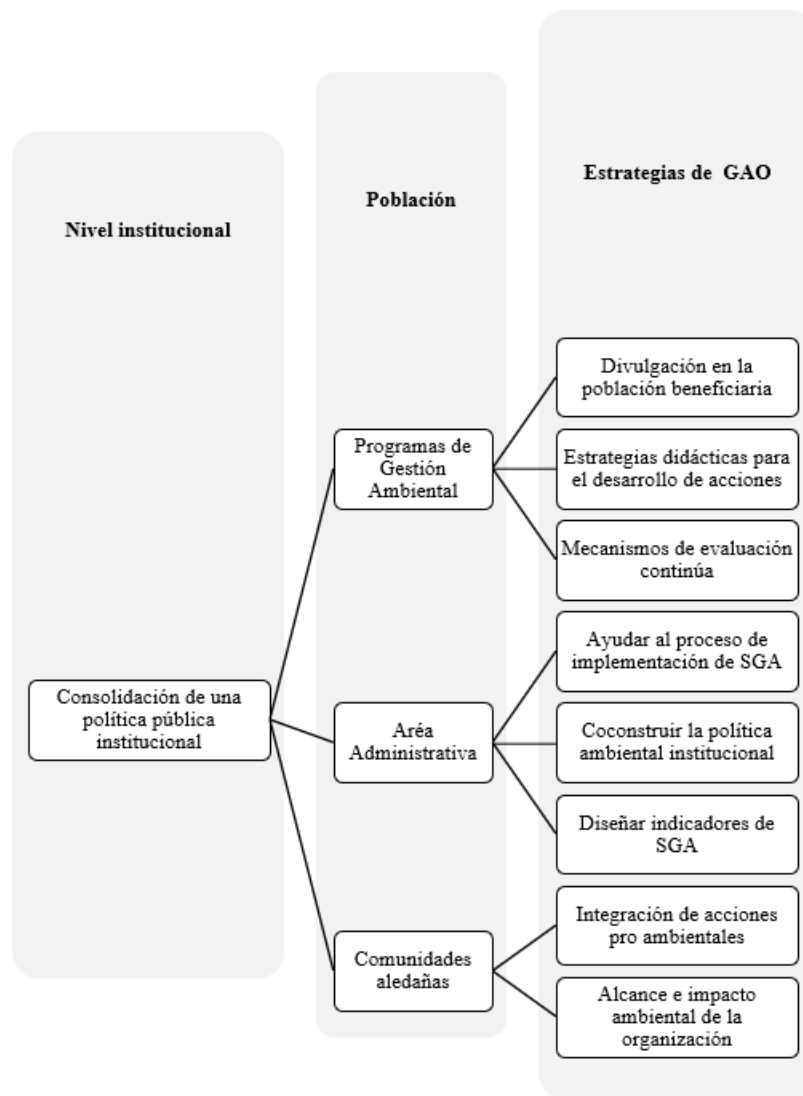 Nivel institucional
Consolidación de una
política pública
institucional
Población
Programas de
Gestión
Ambiental
Aréa
Administrativa
Comunidades
aledañas
Estrategias de GAO
Divulgación en la
población beneficiaria
Estrategias didácticas para
el desarrollo de acciones
Mecanismos de evaluación
continúa
Ayudar al proceso de
implementación de SGA
Coconstruir la política
ambiental institucional
Diseñar indicadores de
SGA
Integración de acciones
pro ambientales
Alcance e impacto
ambiental de la
organización